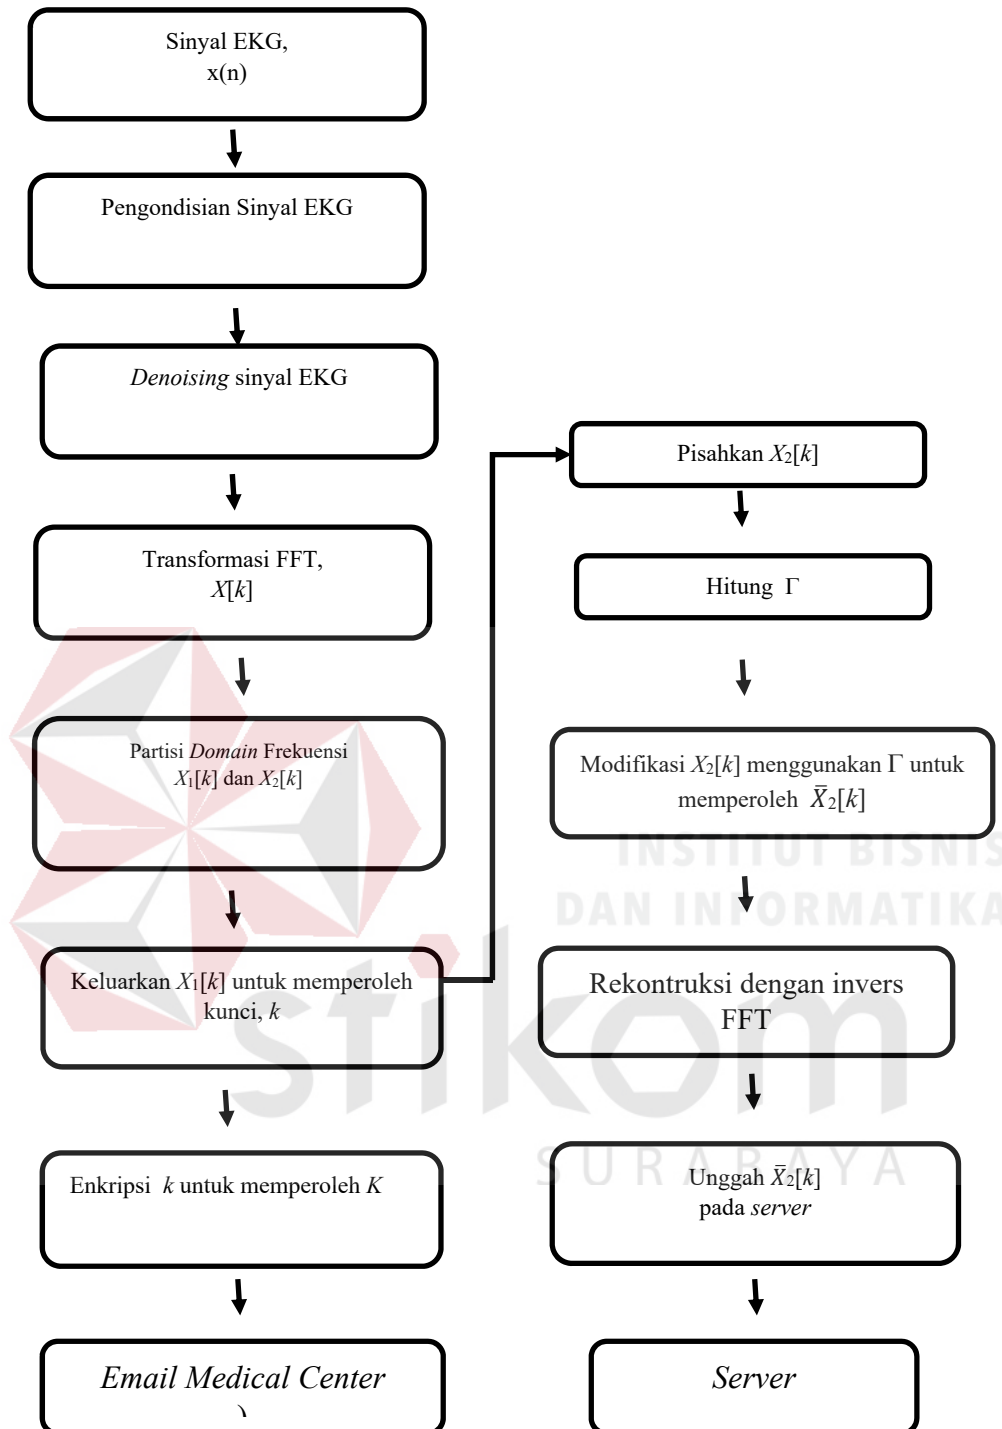 Sinyal EKG,
x(n)
Pengondisian Sinyal EKG
Denoising sinyal EKG
Transformasi FFT,
X[k]
Partisi Domain Frekuensi
X₁[k] dan X₂[k]
Keluarkan X₁[k] untuk memperoleh
kunci, k
Enkripsi k untuk memperoleh K
Email Medical Center
)
Pisahkan X₂[k]
Hitung Γ
Modifikasi X₂[k] menggunakan Γ untuk
memperoleh X̄₂[k]
Rekontruksi dengan invers
FFT
Unggah X̄₂[k]
pada server
Server
INSTITUT BISNIS
DAN INFORMATIKA
stikom
SURABAYA